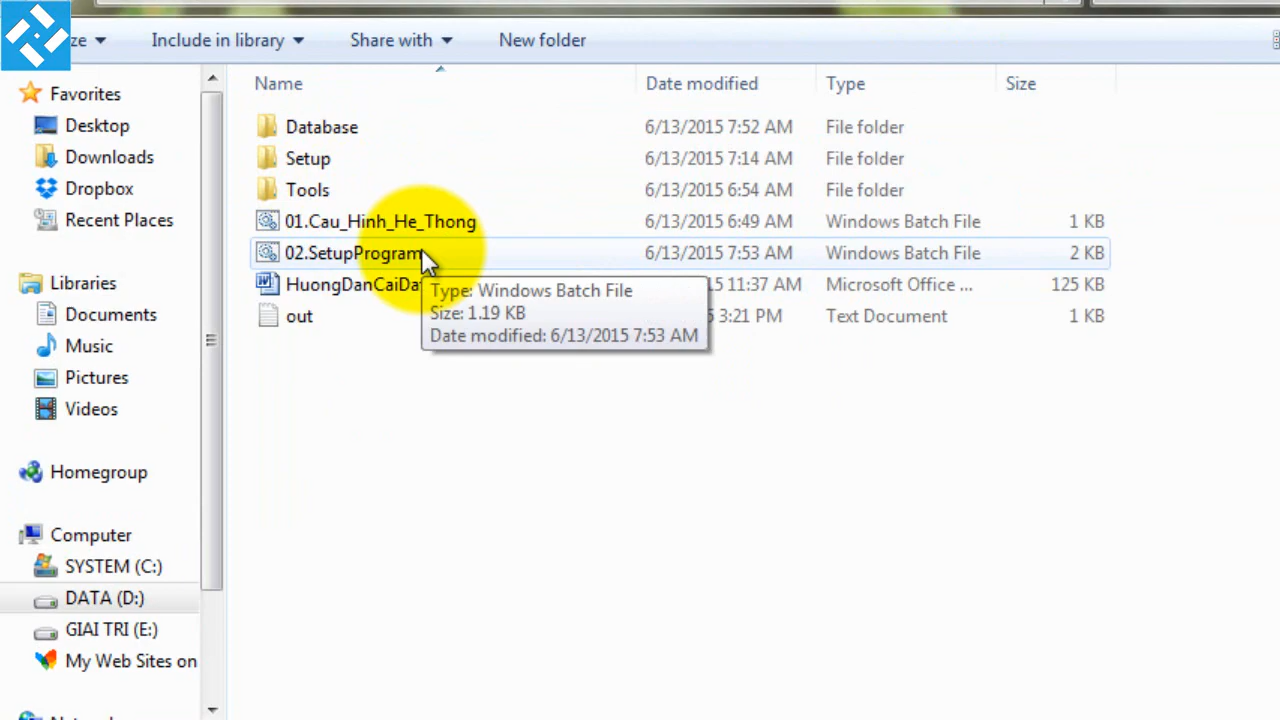 ze Include in library Share with New folder
Name Date modified Type Size
Favorites
Desktop
Downloads
Dropbox
Recent Places
Libraries
Documents
Music
Pictures
Videos
Homegroup
Computer
SYSTEM (C:)
DATA (D:)
GIAI TRI (E:)
My Web Sites on
Database 6/13/2015 7:52 AM File folder
Setup 6/13/2015 7:14 AM File folder
Tools 6/13/2015 6:54 AM File folder
01.Cau_Hinh_He_Thong 6/13/2015 6:49 AM Windows Batch File 1 KB
02.SetupProgram 6/13/2015 7:53 AM Windows Batch File 2 KB
HuongDanCaiDa 15 11:37 AM Microsoft Office ... 125 KB
out 5 3:21 PM Text Document 1 KB
Type: Windows Batch File
Size: 1.19 KB
Date modified: 6/13/2015 7:53 AM